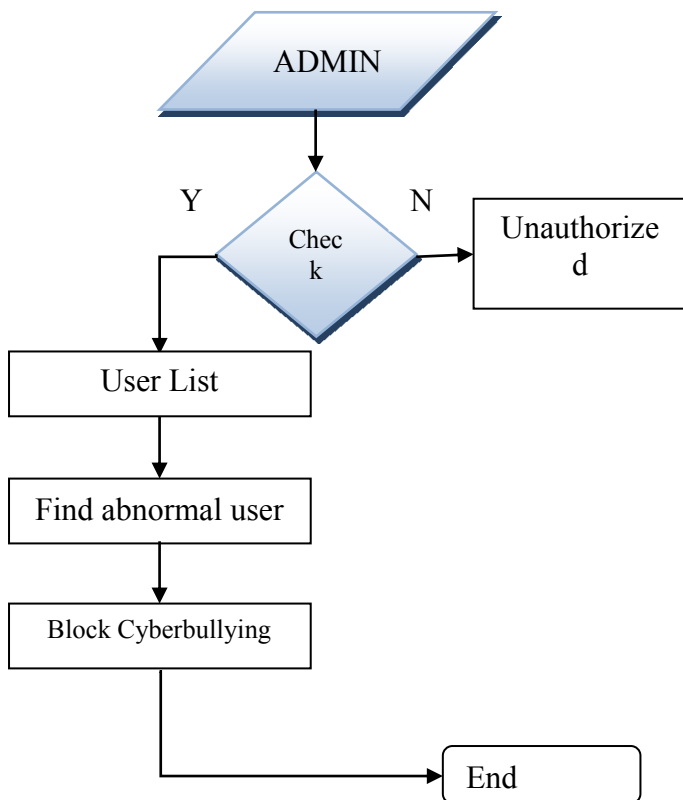 ADMIN
Y
N
Chec
k
Unauthorize
d
User List
Find abnormal user
Block Cyberbullying
End